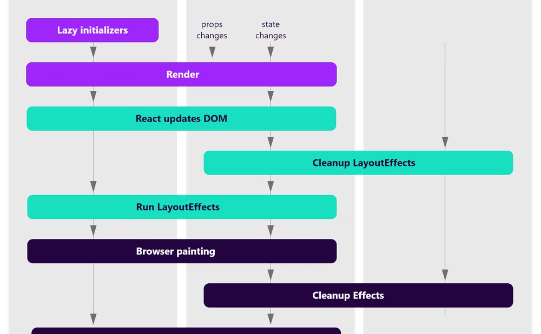 Lazy initializers
props
changes
state
changes
Render
React updates DOM
Cleanup LayoutEffects
Run LayoutEffects
Browser painting
Cleanup Effects